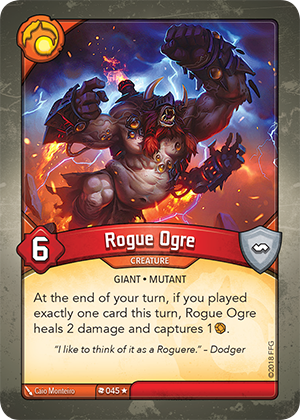 6
Rogue Ogre
CREATURE
GIANT • MUTANT
At the end of your turn, if you played
exactly one card this turn, Rogue Ogre
heals 2 damage and captures 1.
"I like to think of it as a Roguere." – Dodger
Caio Monteiro
045
©2018 FFG